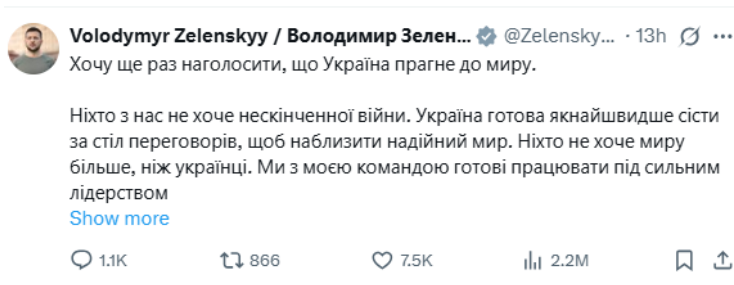 Volodymyr Zelenskyy / Володимир Зелен... @Zelensky... · 13h
Хочу ще раз наголосити, що Україна прагне до миру.
Ніхто з нас не хоче нескінченної війни. Україна готова якнайшвидше сісти
за стіл переговорів, щоб наблизити надійний мир. Ніхто не хоче миру
більше, ніж українці. Ми з моєю командою готові працювати під сильним
лідерством
Show more
1.1K 866 7.5K 2.2M